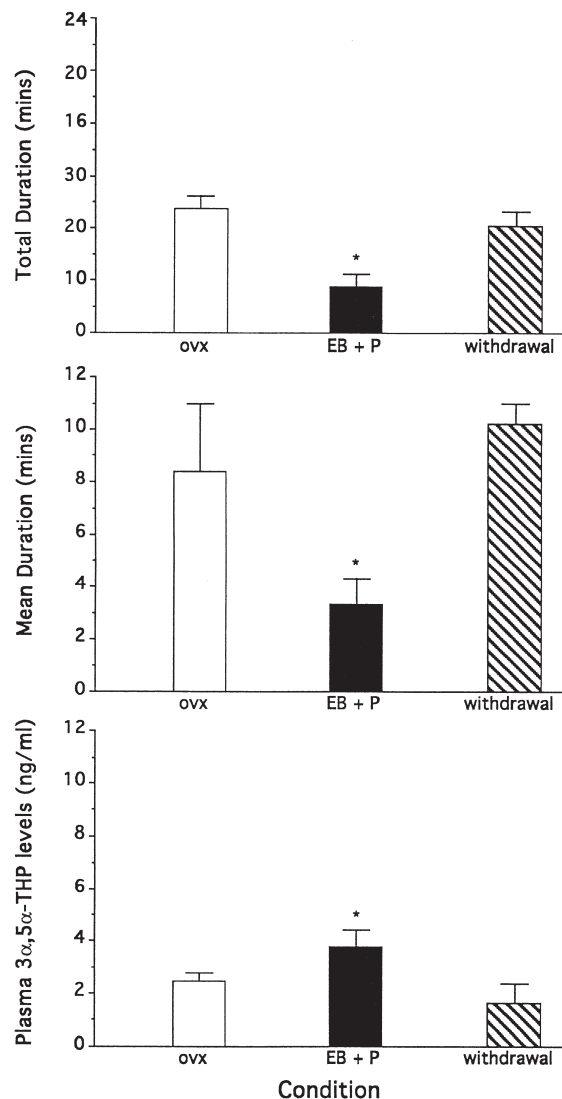 Total Duration (mins)
24
20
16
30
20
10
0
*
ovx
EB + P
withdrawal
Mean Duration (mins)
12
10
8
6
4
2
0
*
ovx
EB + P
withdrawal
Plasma 3α,5α-THP levels (ng/ml)
12
10
8
6
4
2
0
*
ovx
EB + P
withdrawal
Condition